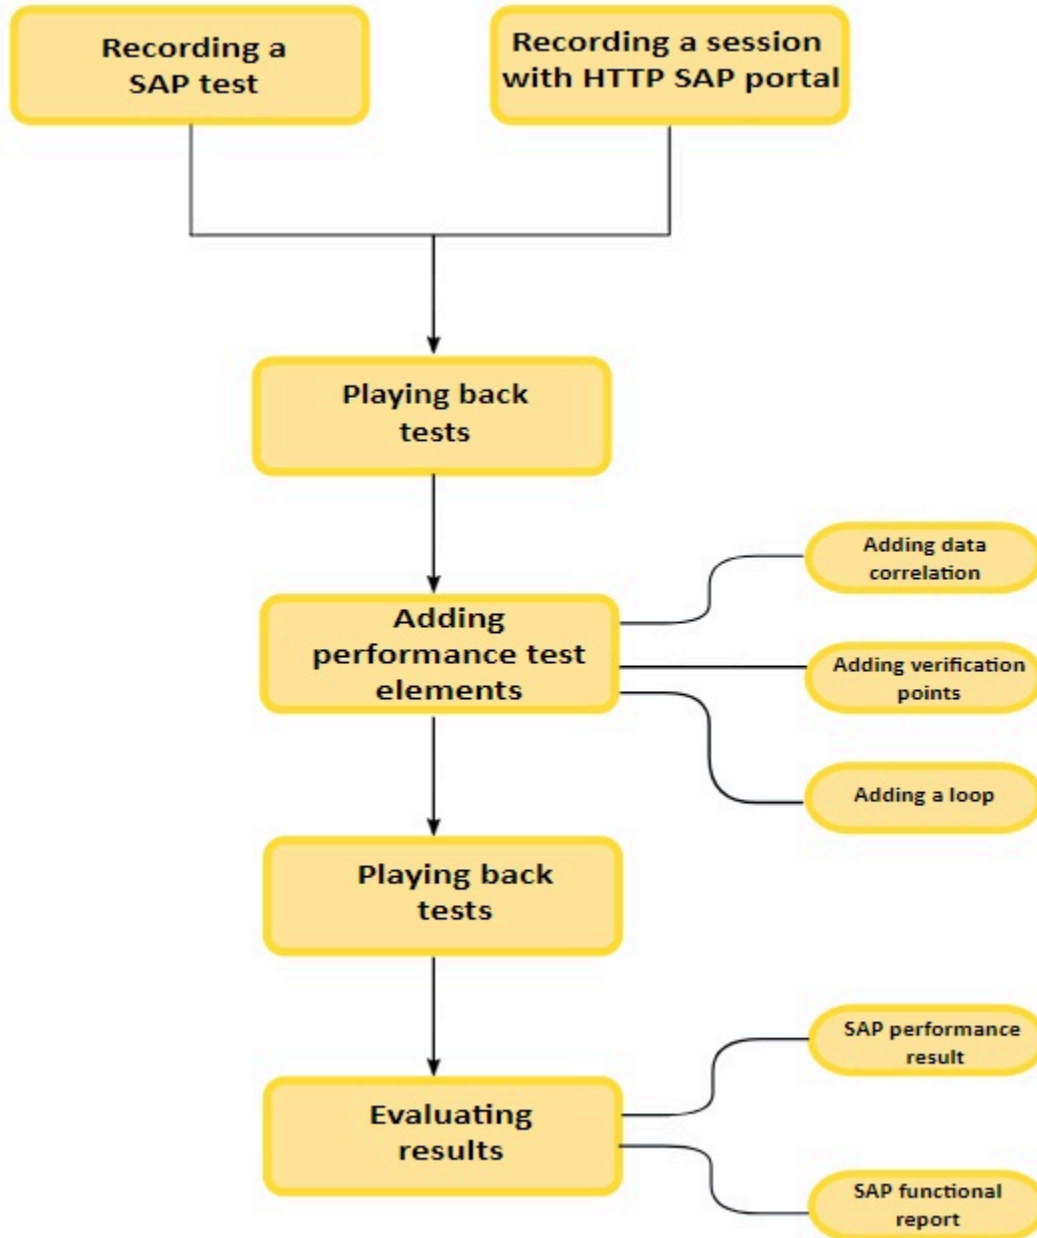 Recording a
SAP test
Recording a session
with HTTP SAP portal
Playing back
tests
Adding data
correlation
Adding
performance test
elements
Adding verification
points
Adding a loop
Playing back
tests
SAP performance
result
Evaluating
results
SAP functional
report